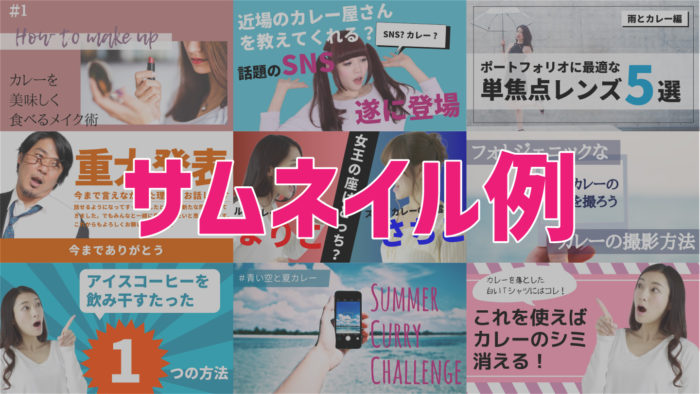 #1
How to make up
カレーを
美味しく
食べるメイク術
近場のカレー屋さん
を教えてくれる?
SNS?カレー?
話題のSNS
遂に登場
雨とカレー編
ポートフォリオに最適な
単焦点レンズ5選
重大発表
今までありがとう
女王の座は
サムネイル例
フォトジェニックな
カレーの
を撮ろう
カレーの撮影方法
アイスコーヒーを
飲み干すたった
1
つの方法
#青い空と夏カレー
SUMMER
CURRY
CHALLENGE
カレーを落とした
白いTシャツにはコレ!
これを使えば
カレーのシミ
消える!